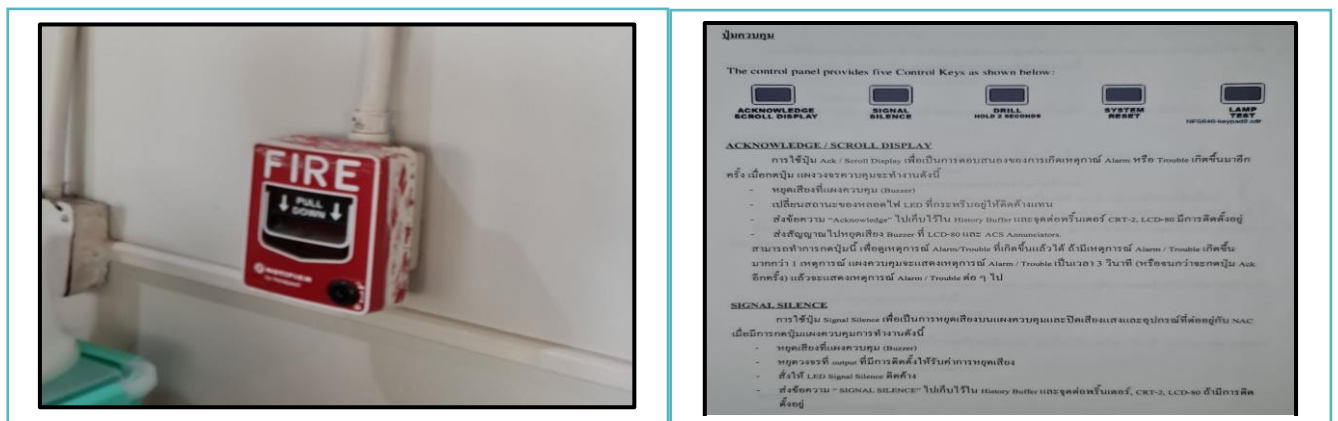 FIRE
PULL
DOWN
NOTIFIER
ปุ่มควบคุม
The control panel provides five Control Keys as shown below:
ACKNOWLEDGE
SCROLL DISPLAY
SIGNAL
SILENCE
DRILL
HOLD 2 SECONDS
SYSTEM
RESET
LAMP
TEST
NFS640-keypad9.cdr
ACKNOWLEDGE / SCROLL DISPLAY
การใช้ปุ่ม Ack / Scroll Display เพื่อเป็นการตอบสนองของการเกิดเหตุการณ์ Alarm หรือ Trouble เกิดขึ้นมาอีก
ครั้ง เมื่อกดปุ่ม แผงวงจรควบคุมจะทำงานดังนี้
- หยุดเสียงที่แผงควบคุม (Buzzer)
- เปลี่ยนสถานะของหลอดไฟ LED ที่กระพริบอยู่ให้ติดค้างแทน
- ส่งข้อความ "Acknowledge" ไปเก็บไว้ใน History Buffer และจุดต่อพริ้นเตอร์ CRT-2, LCD-80 มีการติดตั้งอยู่
- ส่งสัญญาณไปหยุดเสียง Buzzer ที่ LCD-80 และ ACS Annunciators.
สามารถทำการกดปุ่มนี้ เพื่อดูเหตุการณ์ Alarm/Trouble ที่เกิดขึ้นแล้วได้ ถ้ามีเหตุการณ์ Alarm / Trouble เกิดขึ้น
มากกว่า 1 เหตุการณ์ แผงควบคุมจะแสดงเหตุการณ์ Alarm / Trouble เป็นเวลา 3 วินาที (หรือจนกว่าจะกดปุ่ม Ack
อีกครั้ง) แล้วจะแสดงเหตุการณ์ Alarm / Trouble ต่อ ๆ ไป
SIGNAL SILENCE
การใช้ปุ่ม Signal Silence เพื่อเป็นการหยุดเสียงบนแผงควบคุมและปิดเสียงแสงและอุปกรณ์ที่ต่ออยู่กับ NAC
เมื่อมีการกดปุ่มแผงควบคุมการทำงานดังนี้
- หยุดเสียงที่แผงควบคุม (Buzzer)
- หยุดวงจรที่ output ที่มีการติดตั้งให้รับค่าการหยุดเสียง
- สั่งให้ LED Signal Silence ติดค้าง
- ส่งข้อความ " SIGNAL SILENCE" ไปเก็บไว้ใน History Buffer และจุดต่อพริ้นเตอร์, CRT-2, LCD-80 ถ้ามีการติด
ตั้งอยู่